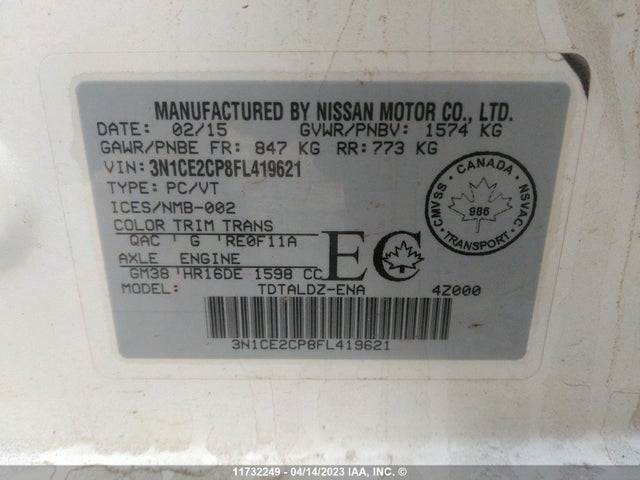 MANUFACTURED BY NISSAN MOTOR CO., LTD.
DATE: 02/15 GVWR/PNBV: 1574 KG
GAWR/PNBE FR: 847 KG RR: 773 KG
VIN: 3N1CE2CP8FL419621
TYPE: PC/VT
ICES/NMB-002
COLOR TRIM TRANS
QAC G RE0F11A
AXLE ENGINE
GM38 HR16DE 1598 CC
EC
CANADA
CMVSS
NSVAC
986
TRANSPORT
MODEL: TDTALDZ-ENA 4Z000
3N1CE2CP8FL419621
11732249 - 04/14/2023 IAA, INC. ©